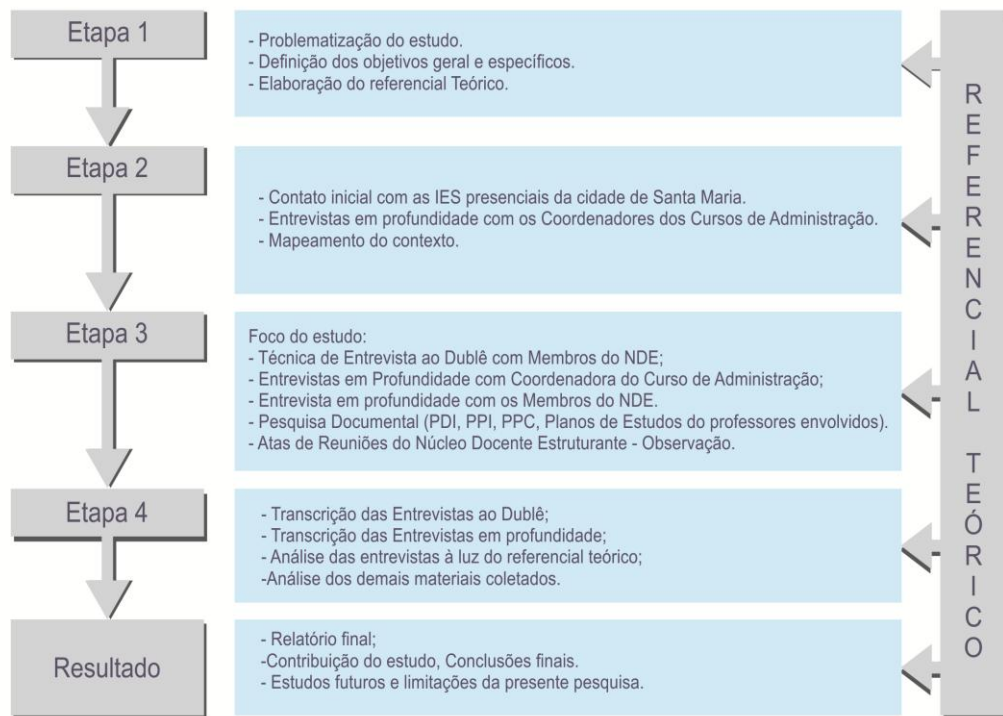 Etapa 1
- Problematização do estudo.
- Definição dos objetivos geral e específicos.
- Elaboração do referencial Teórico.
Etapa 2
- Contato inicial com as IES presenciais da cidade de Santa Maria.
- Entrevistas em profundidade com os Coordenadores dos Cursos de Administração.
- Mapeamento do contexto.
Etapa 3
Foco do estudo:
- Técnica de Entrevista ao Dublê com Membros do NDE;
- Entrevistas em Profundidade com Coordenadora do Curso de Administração;
- Entrevista em profundidade com os Membros do NDE.
- Pesquisa Documental (PDI, PPI, PPC, Planos de Estudos do professores envolvidos).
- Atas de Reuniões do Núcleo Docente Estruturante - Observação.
Etapa 4
- Transcrição das Entrevistas ao Dublê;
- Transcrição das Entrevistas em profundidade;
- Análise das entrevistas à luz do referencial teórico;
-Análise dos demais materiais coletados.
Resultado
- Relatório final;
-Contribuição do estudo, Conclusões finais.
- Estudos futuros e limitações da presente pesquisa.
REFERENCIAL TEÓRICO